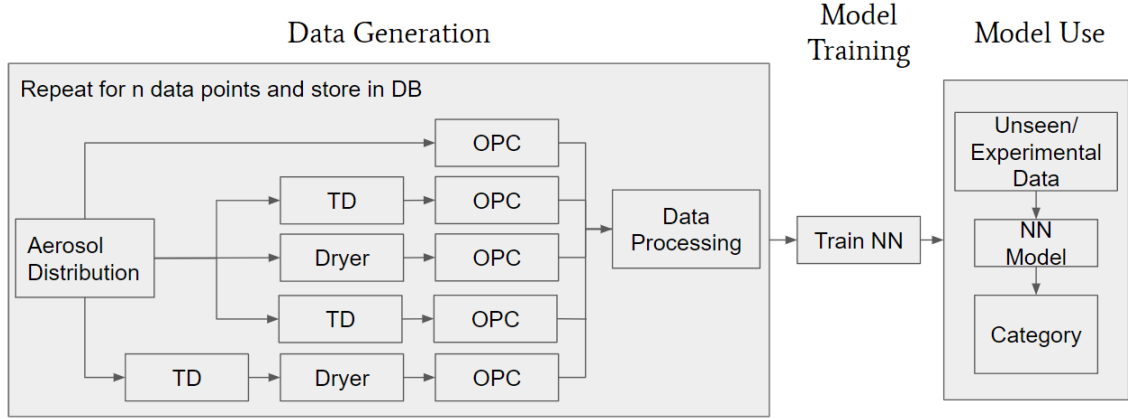 Data Generation
Model
Training
Model Use
Repeat for n data points and store in DB
OPC
TD
OPC
Aerosol
Distribution
Dryer
OPC
TD
OPC
TD
Dryer
OPC
Data
Processing
Train NN
Unseen/
Experimental
Data
NN
Model
Category